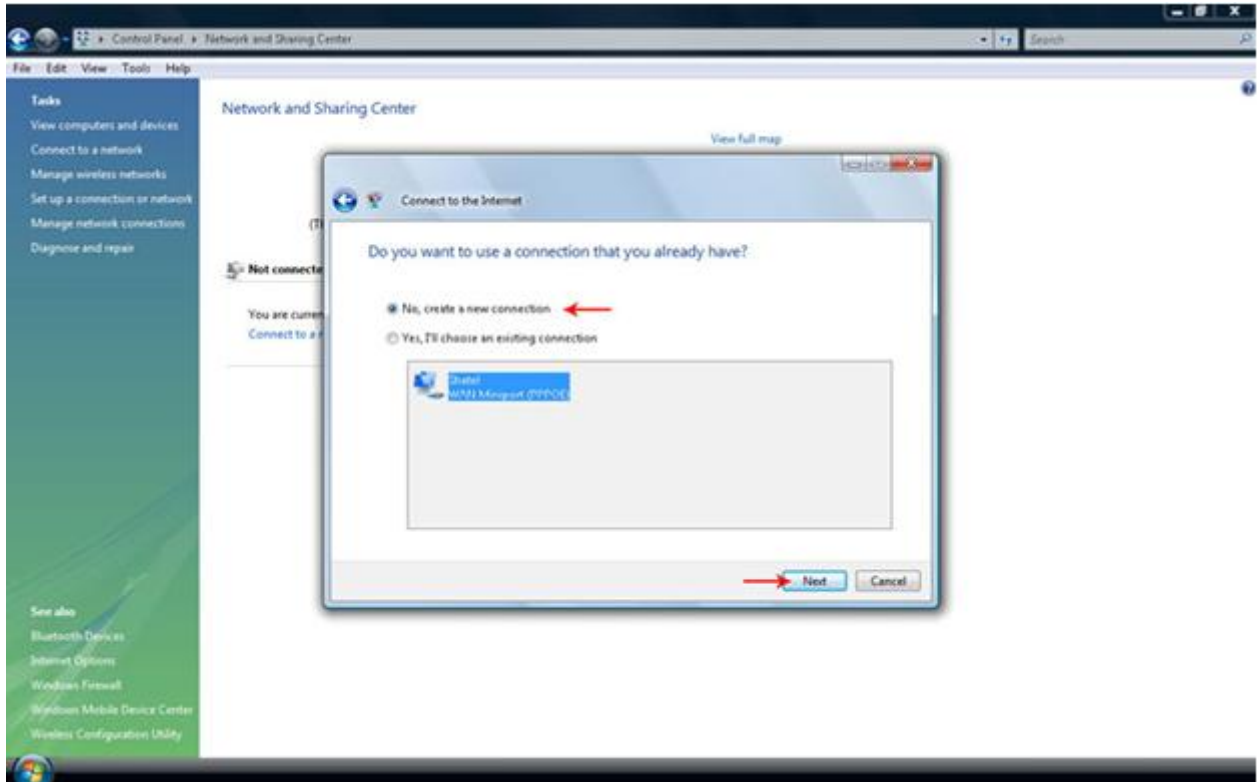 Control Panel
Network and Sharing Center
Search
File Edit View Tools Help
Tasks
View computers and devices
Connect to a network
Manage wireless networks
Set up a connection or network
Manage network connections
Diagnose and repair
Network and Sharing Center
View full map
Connect to the Internet
Do you want to use a connection that you already have?
No, create a new connection
Yes, I'll choose an existing connection
Shatel
WAN Miniport (PPPOE)
Next Cancel
(Th
Not connecte
You are curren
Connect to a
See also
Bluetooth Devices
Internet Options
Windows Firewall
Windows Mobile Device Center
Wireless Configuration Utility